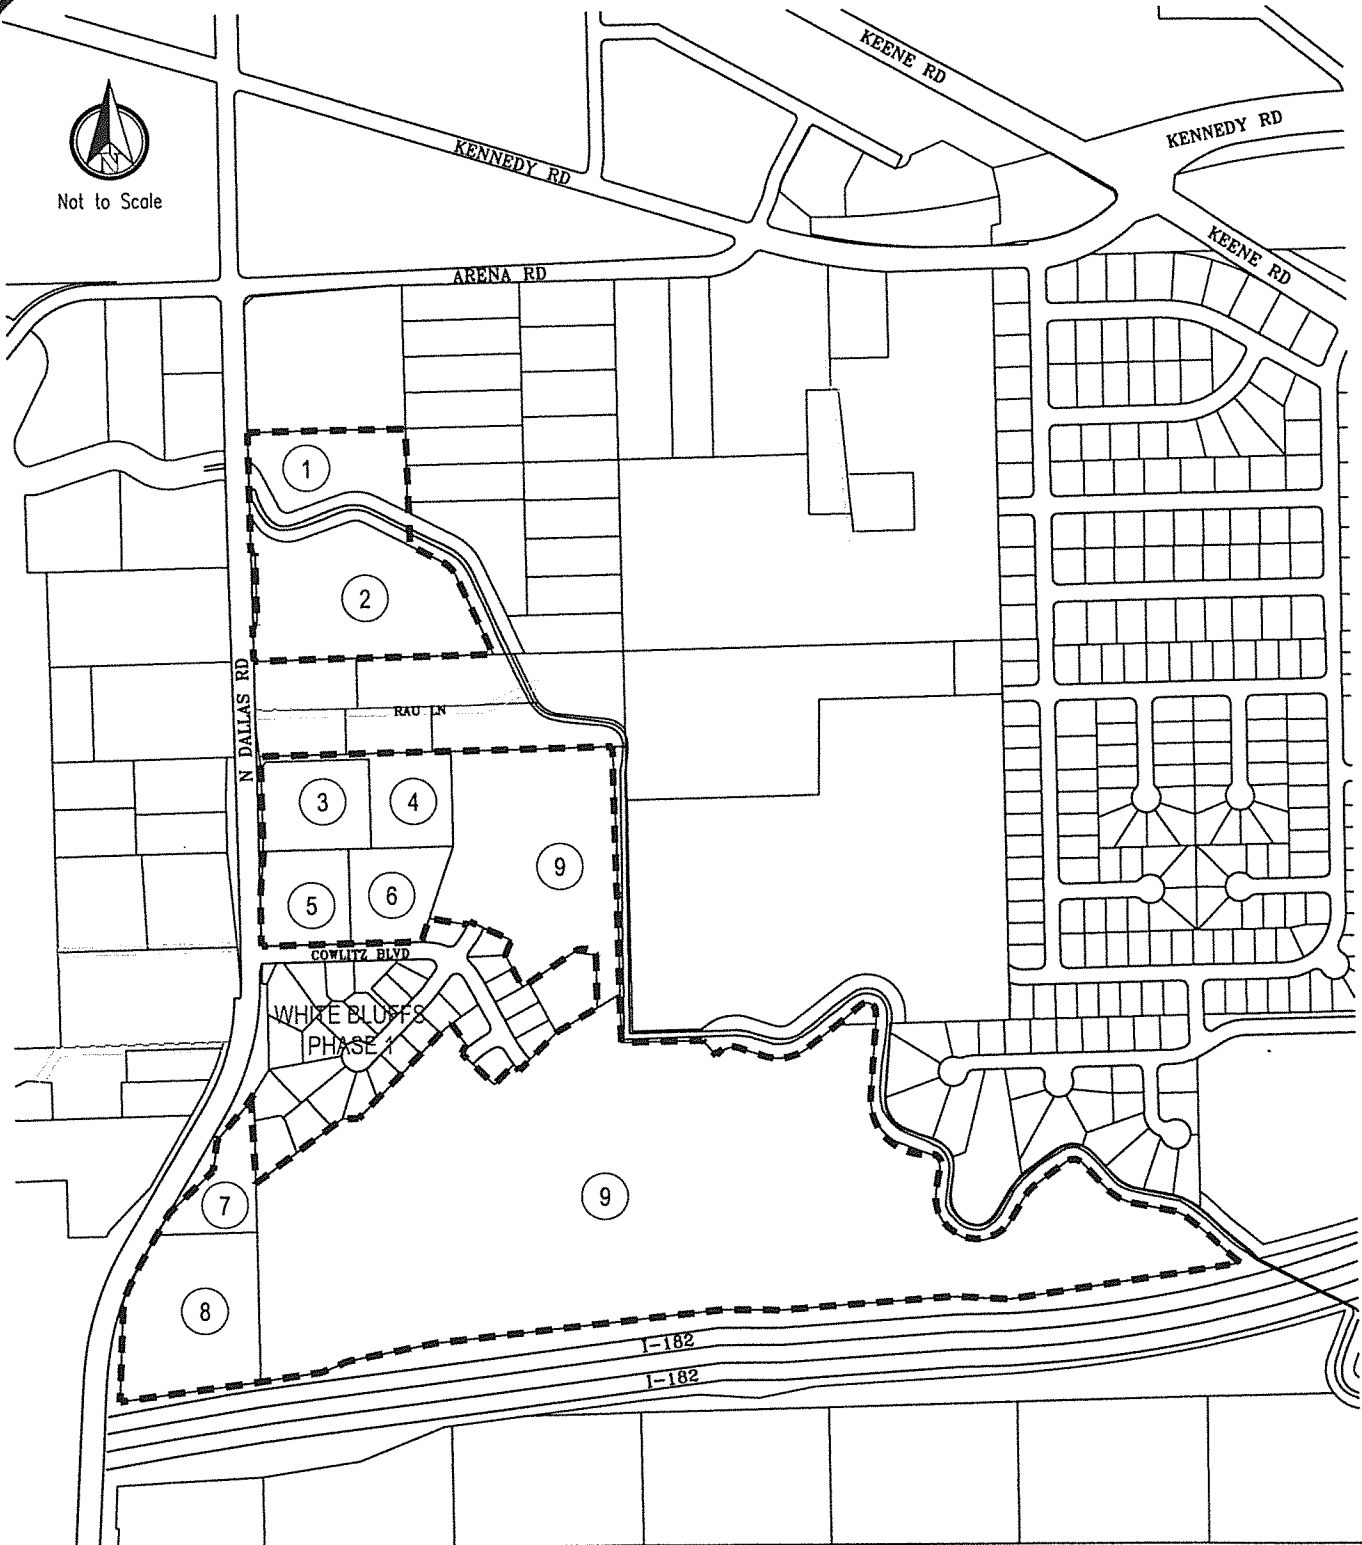 KEENE RD
KENNEDY RD
KENNEDY RD
N
Not to Scale
KEENE RD
ARENA RD
1
2
N DALLAS RD
RAU LN
3
4
9
5
6
COWLITZ BLVD
WHITE BLUFFS
PHASE 1
7
9
8
I-182
I-182